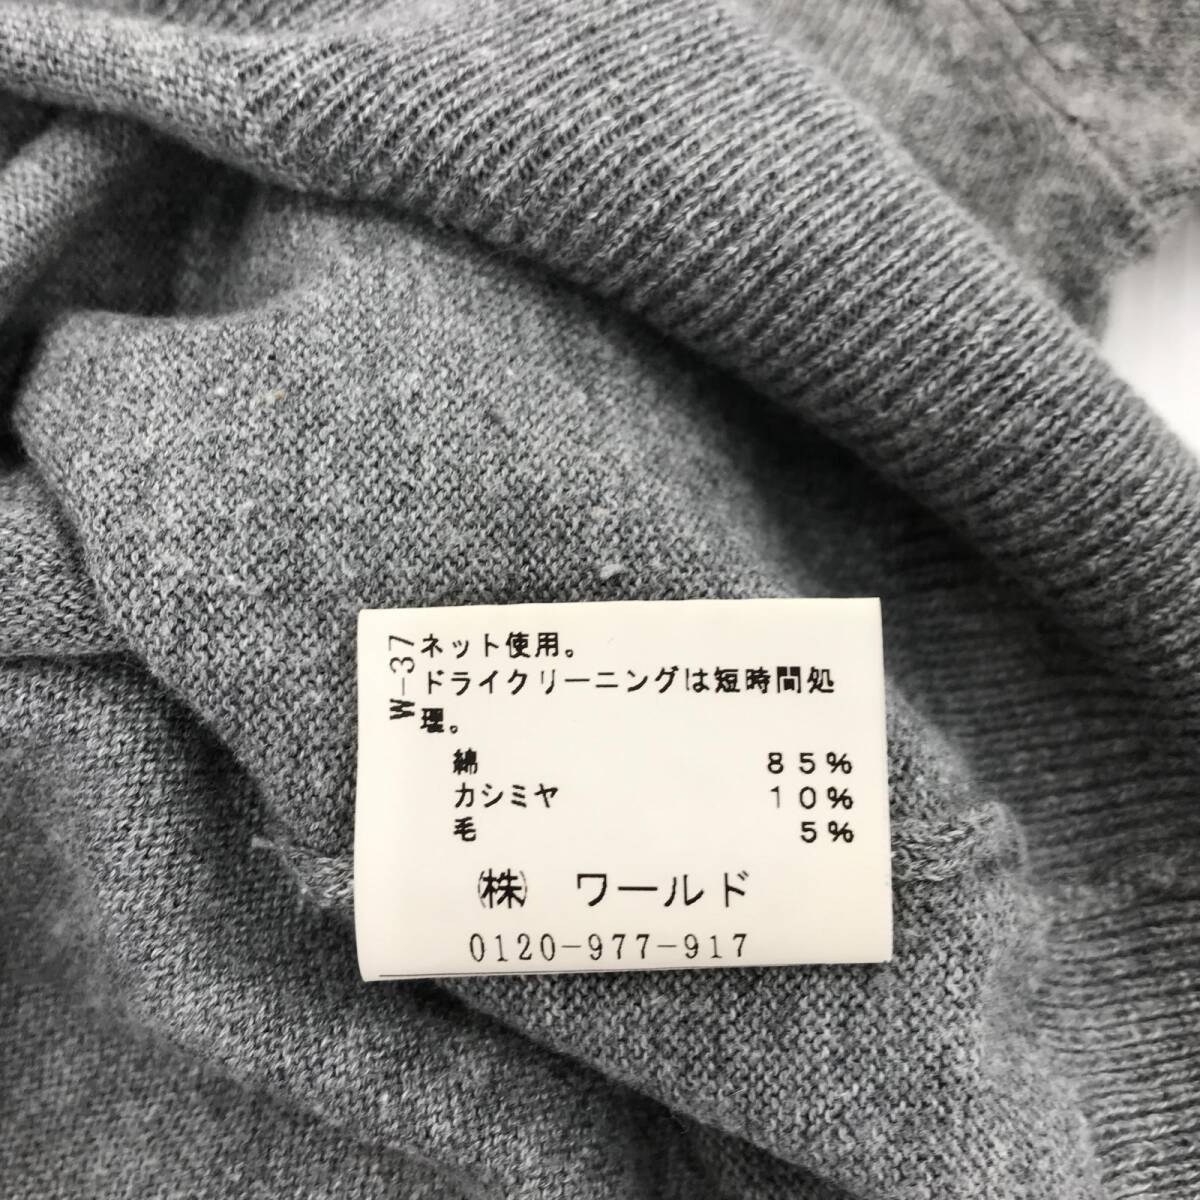 W-37
ネット使用。
ドライクリーニングは短時間処
理。
綿 85%
カシミヤ 10%
毛 5%
㈱ ワールド
0120-977-917